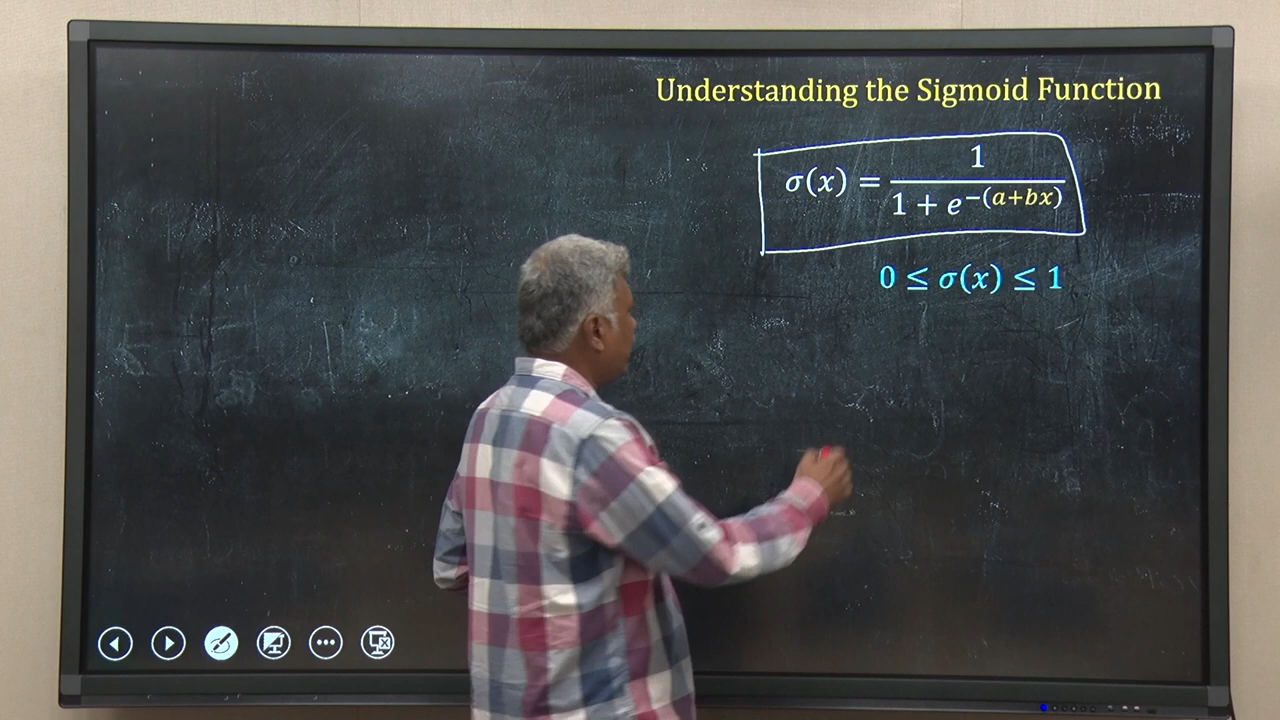 Understanding the Sigmoid Function
σ(x) = 1 / (1 + e^−(a+bx))
0 ≤ σ(x) ≤ 1